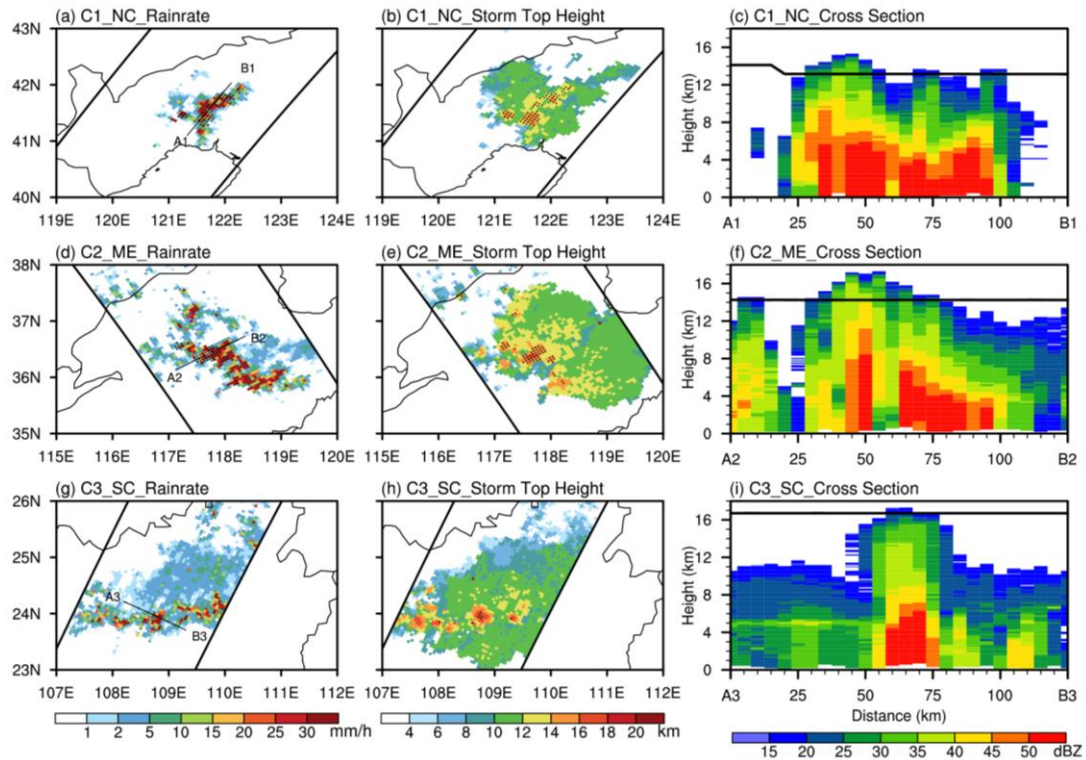 (a) C1_NC_Rainrate
43N
42N
41N
40N
119E 120E 121E 122E 123E 124E
A1
B1
(b) C1_NC_Storm Top Height
119E 120E 121E 122E 123E 124E
(c) C1_NC_Cross Section
Height (km)
16
12
8
4
0
A1 25 50 75 100 B1
(d) C2_ME_Rainrate
38N
37N
36N
35N
115E 116E 117E 118E 119E 120E
A2
B2
(e) C2_ME_Storm Top Height
115E 116E 117E 118E 119E 120E
(f) C2_ME_Cross Section
Height (km)
16
12
8
4
0
A2 25 50 75 100 B2
(g) C3_SC_Rainrate
26N
25N
24N
23N
107E 108E 109E 110E 111E 112E
A3
B3
1 2 5 10 15 20 25 30 mm/h
(h) C3_SC_Storm Top Height
107E 108E 109E 110E 111E 112E
4 6 8 10 12 14 16 18 20 km
(i) C3_SC_Cross Section
Height (km)
16
12
8
4
0
A3 25 50 75 100 B3
Distance (km)
15 20 25 30 35 40 45 50 dBZ